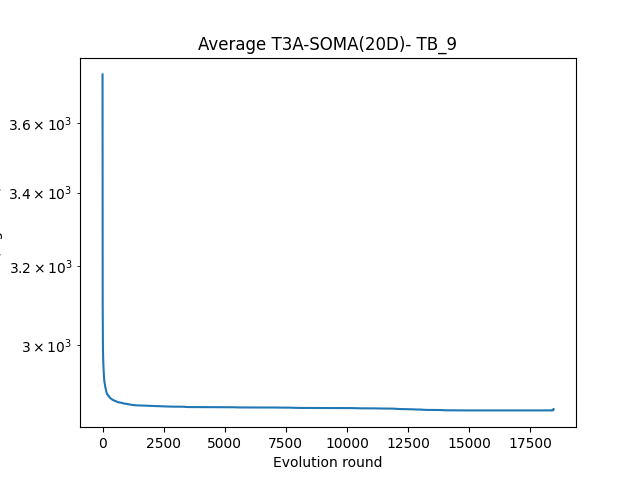 Average T3A-SOMA(20D)- TB_9
3.6 × 10³
3.4 × 10³
3.2 × 10³
3 × 10³
0 2500 5000 7500 10000 12500 15000 17500
Evolution round